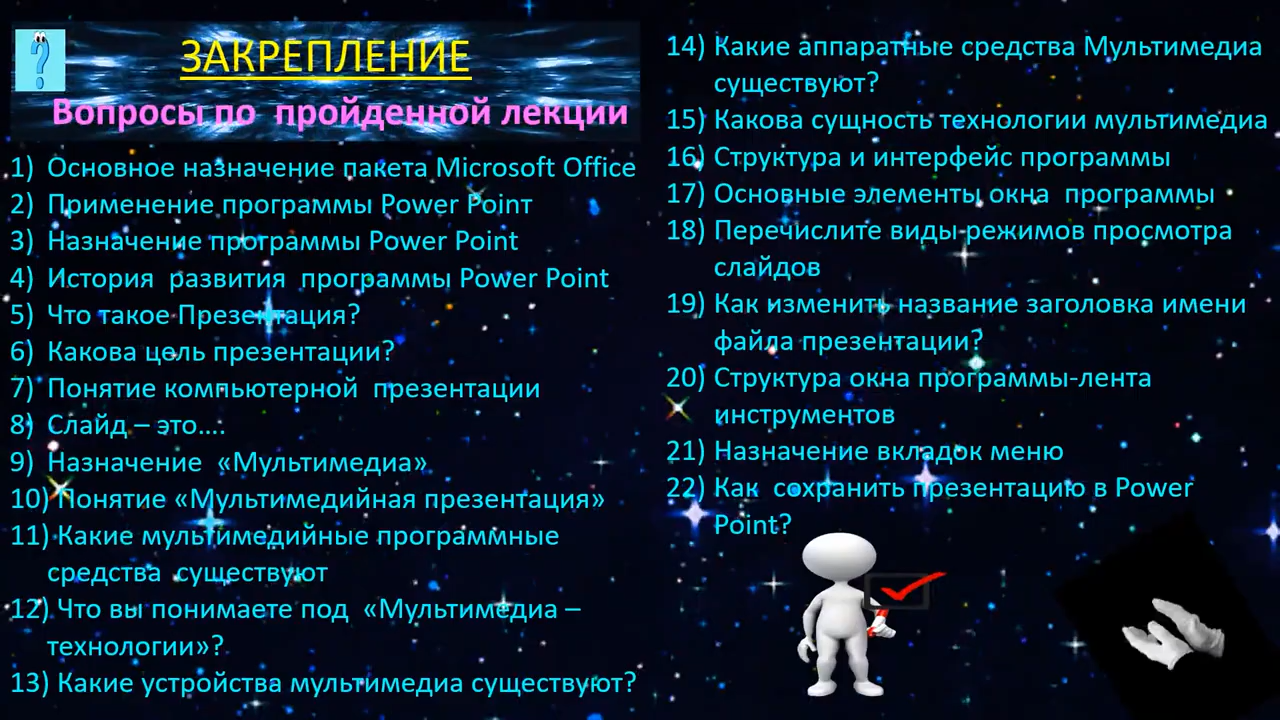 ЗАКРЕПЛЕНИЕ
Вопросы по пройденной лекции
1) Основное назначение пакета Microsoft Office
2) Применение программы Power Poinт
3) Назначение программы Power Point
4) История развития программы Power Point
5) Что такое Презентация?
6) Какова цель презентации?
7) Понятие компьютерной презентации
8) Слайд – это....
9) Назначение «Мультимедиа»
10) Понятие «Мультимедийная презентация»
11) Какие мультимедийные программные
средства существуют
12) Что вы понимаете под «Мультимедиа –
технологии»?
13) Какие устройства мультимедиа существуют?
14) Какие аппаратные средства Мультимедиа
существуют?
15) Какова сущность технологии мультимедиа
16) Структура и интерфейс программы
17) Основные элементы окна программы
18) Перечислите виды режимов просмотра
слайдов
19) Как изменить название заголовка имени
файла презентации?
20) Структура окна программы-лента
инструментов
21) Назначение вкладок меню
22) Как сохранить презентацию в Power
Point?